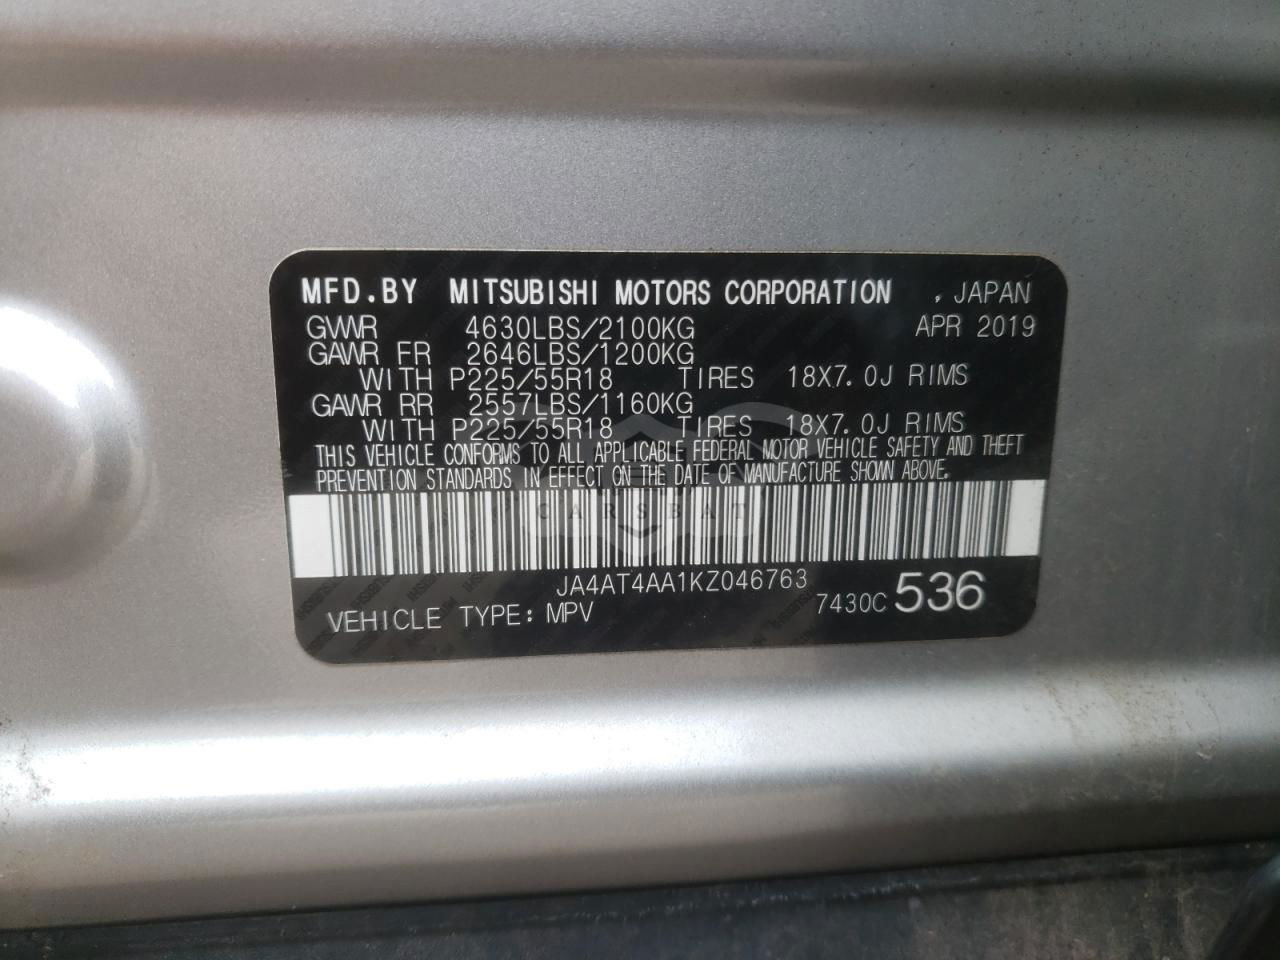 MFD.BY MITSUBISHI MOTORS CORPORATION , JAPAN
GVWR 4630LBS/2100KG APR 2019
GAWR FR 2646LBS/1200KG
WITH P225/55R18 TIRES 18X7.0J RIMS
GAWR RR 2557LBS/1160KG
WITH P225/55R18 TIRES 18X7.0J RIMS
THIS VEHICLE CONFORMS TO ALL APPLICABLE FEDERAL MOTOR VEHICLE SAFETY AND THEFT
PREVENTION STANDARDS IN EFFECT ON THE DATE OF MANUFACTURE SHOWN ABOVE.
CARSBAT
JA4AT4AA1KZ046763
VEHICLE TYPE: MPV 7430C 536